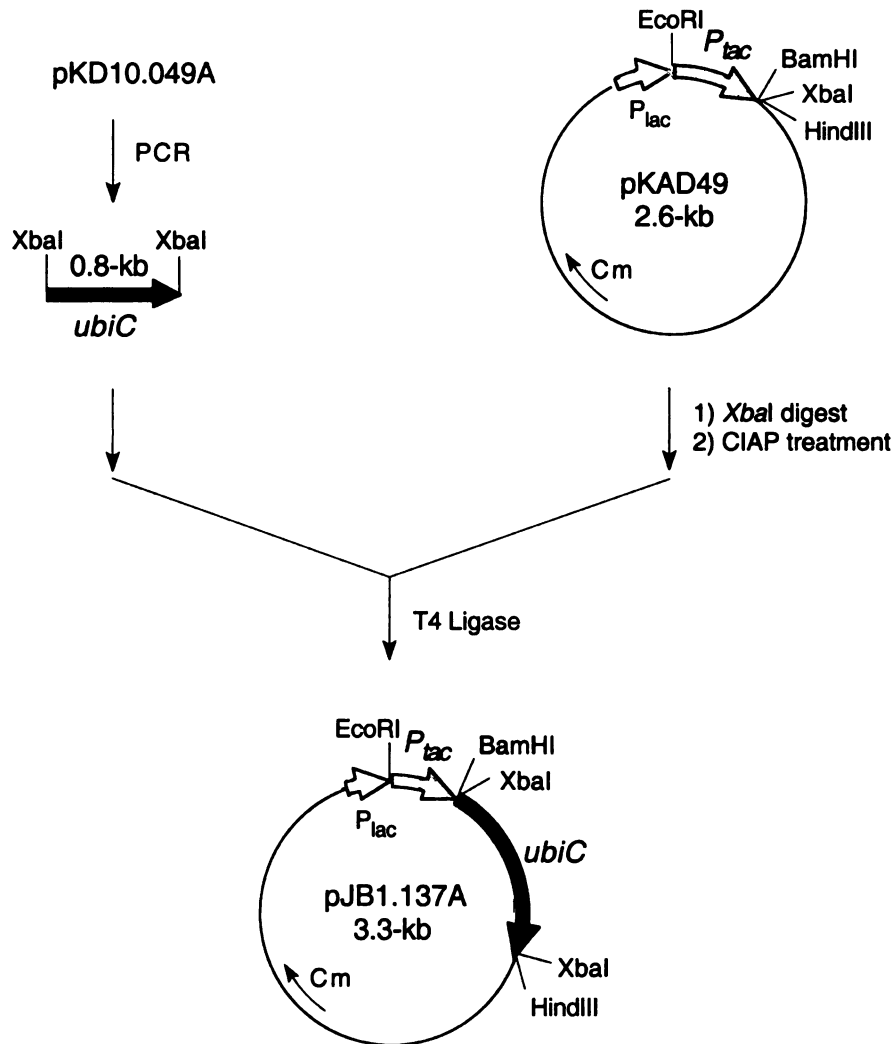 pKD10.049A
PCR
XbaI XbaI
0.8-kb
ubiC
EcoRI
Ptac
BamHI
XbaI
HindIII
Plac
pKAD49
2.6-kb
Cm
1) XbaI digest
2) CIAP treatment
T4 Ligase
EcoRI
Ptac
BamHI
XbaI
Plac
ubiC
pJB1.137A
3.3-kb
Cm
XbaI
HindIII